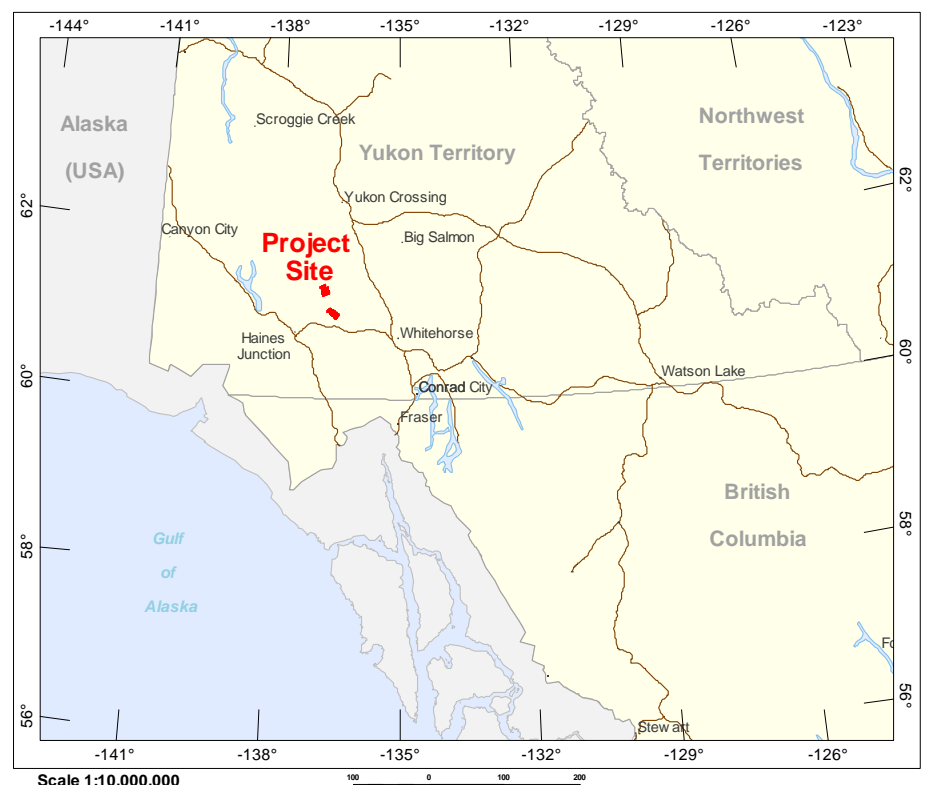 -144° -141° -138° -135° -132° -129° -126° -123°
Alaska
(USA)
Scroggie Creek
Yukon Territory
Northwest
Territories
62°
62°
Yukon Crossing
Canyon City
Big Salmon
Project
Site
Haines
Junction
Whitehorse
60°
60°
Watson Lake
Conrad City
Fraser
British
Columbia
58°
58°
Gulf
of
Alaska
Fo
56°
56°
Stewart
-141° -138° -135° -132° -129° -126°
Scale 1:10,000,000
100 0 100 200